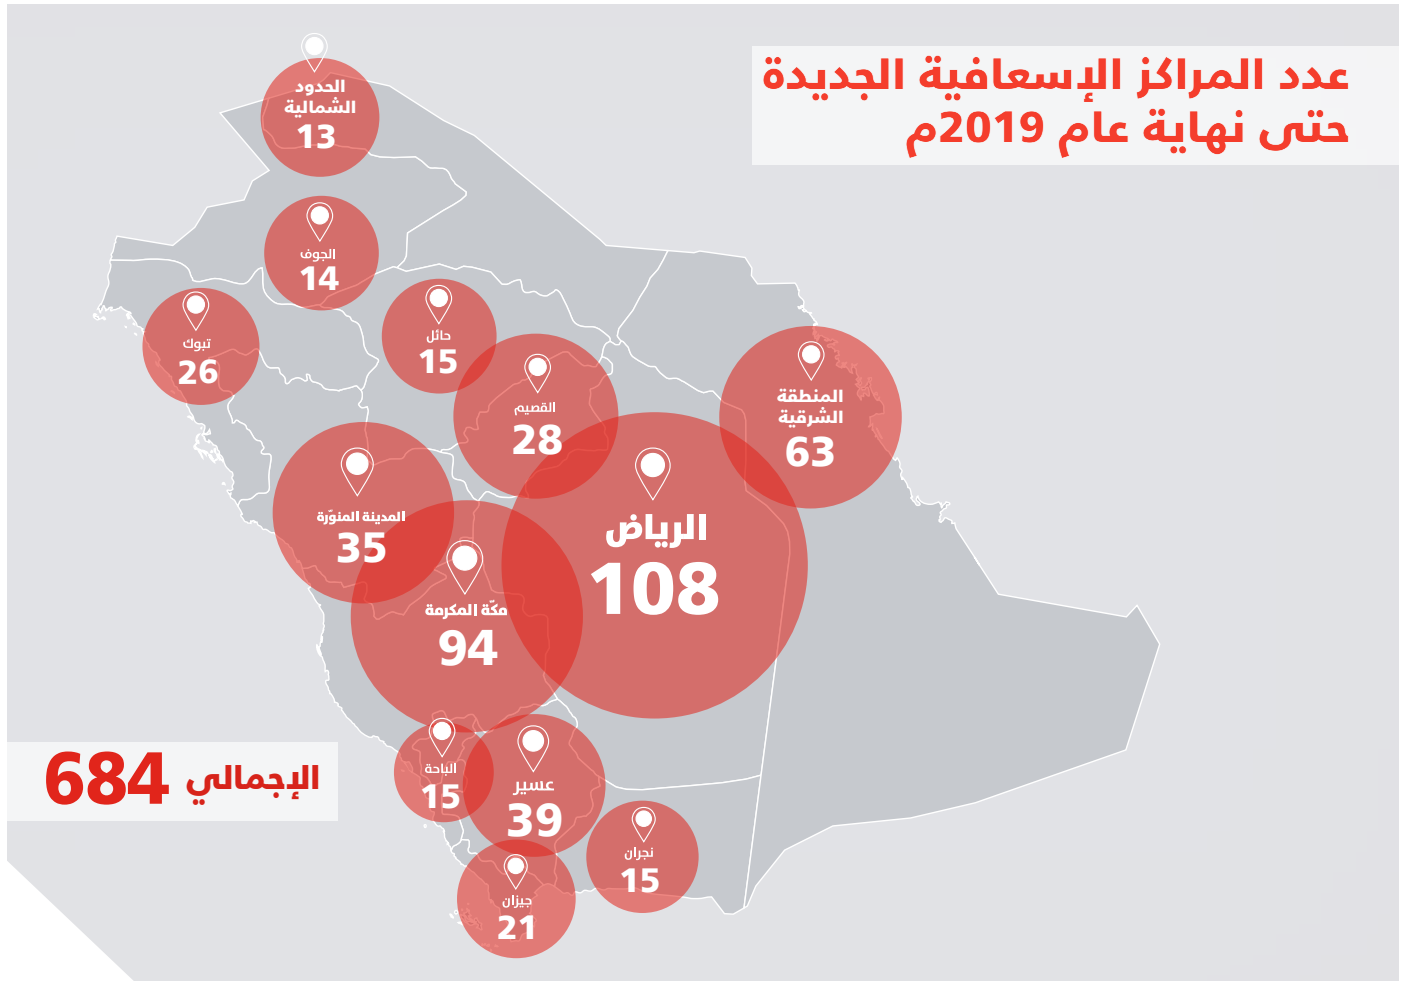 عدد المراكز الإسعافية الجديدة
حتى نهاية عام 2019م
الحدود
الشمالية
13
الجوف
14
تبوك
26
حائل
15
القصيم
28
المنطقة
الشرقية
63
المدينة المنوّرة
35
الرياض
108
مكّة المكرمة
94
الباحة
15
عسير
39
نجران
15
جيزان
21
الإجمالي 684